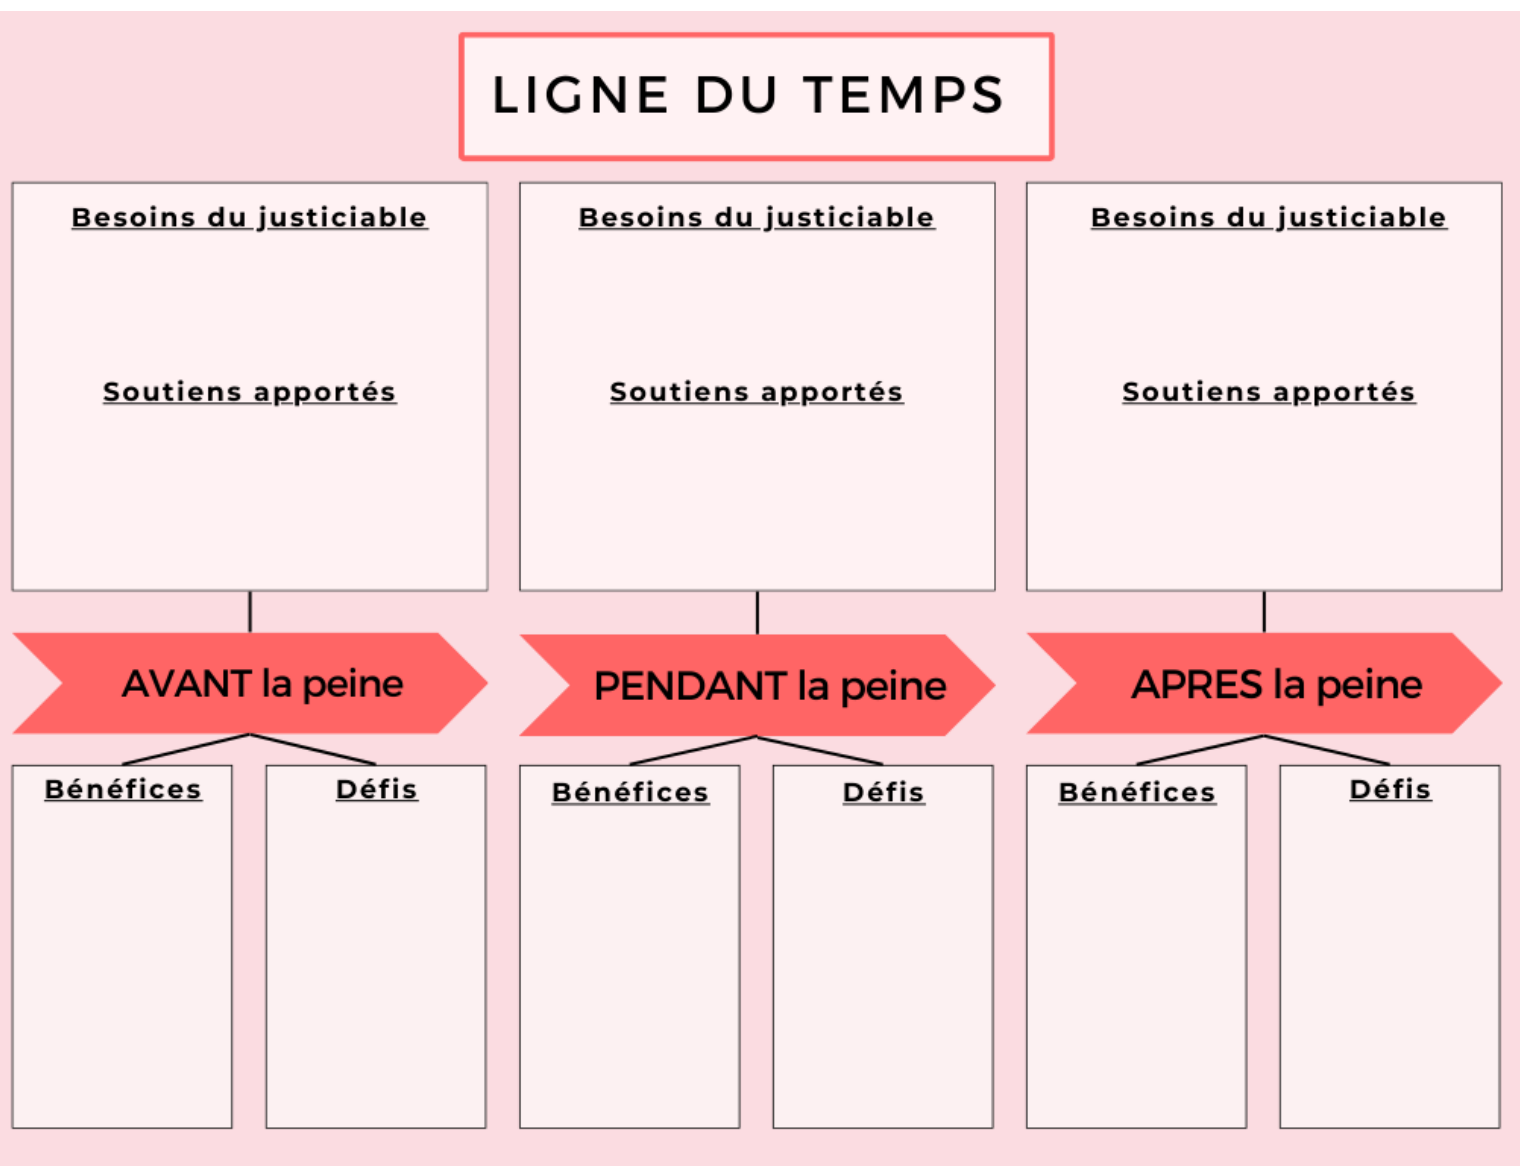 LIGNE DU TEMPS
Besoins du justiciable
Soutiens apportés
Besoins du justiciable
Soutiens apportés
Besoins du justiciable
Soutiens apportés
AVANT la peine
PENDANT la peine
APRES la peine
Bénéfices
Défis
Bénéfices
Défis
Bénéfices
Défis